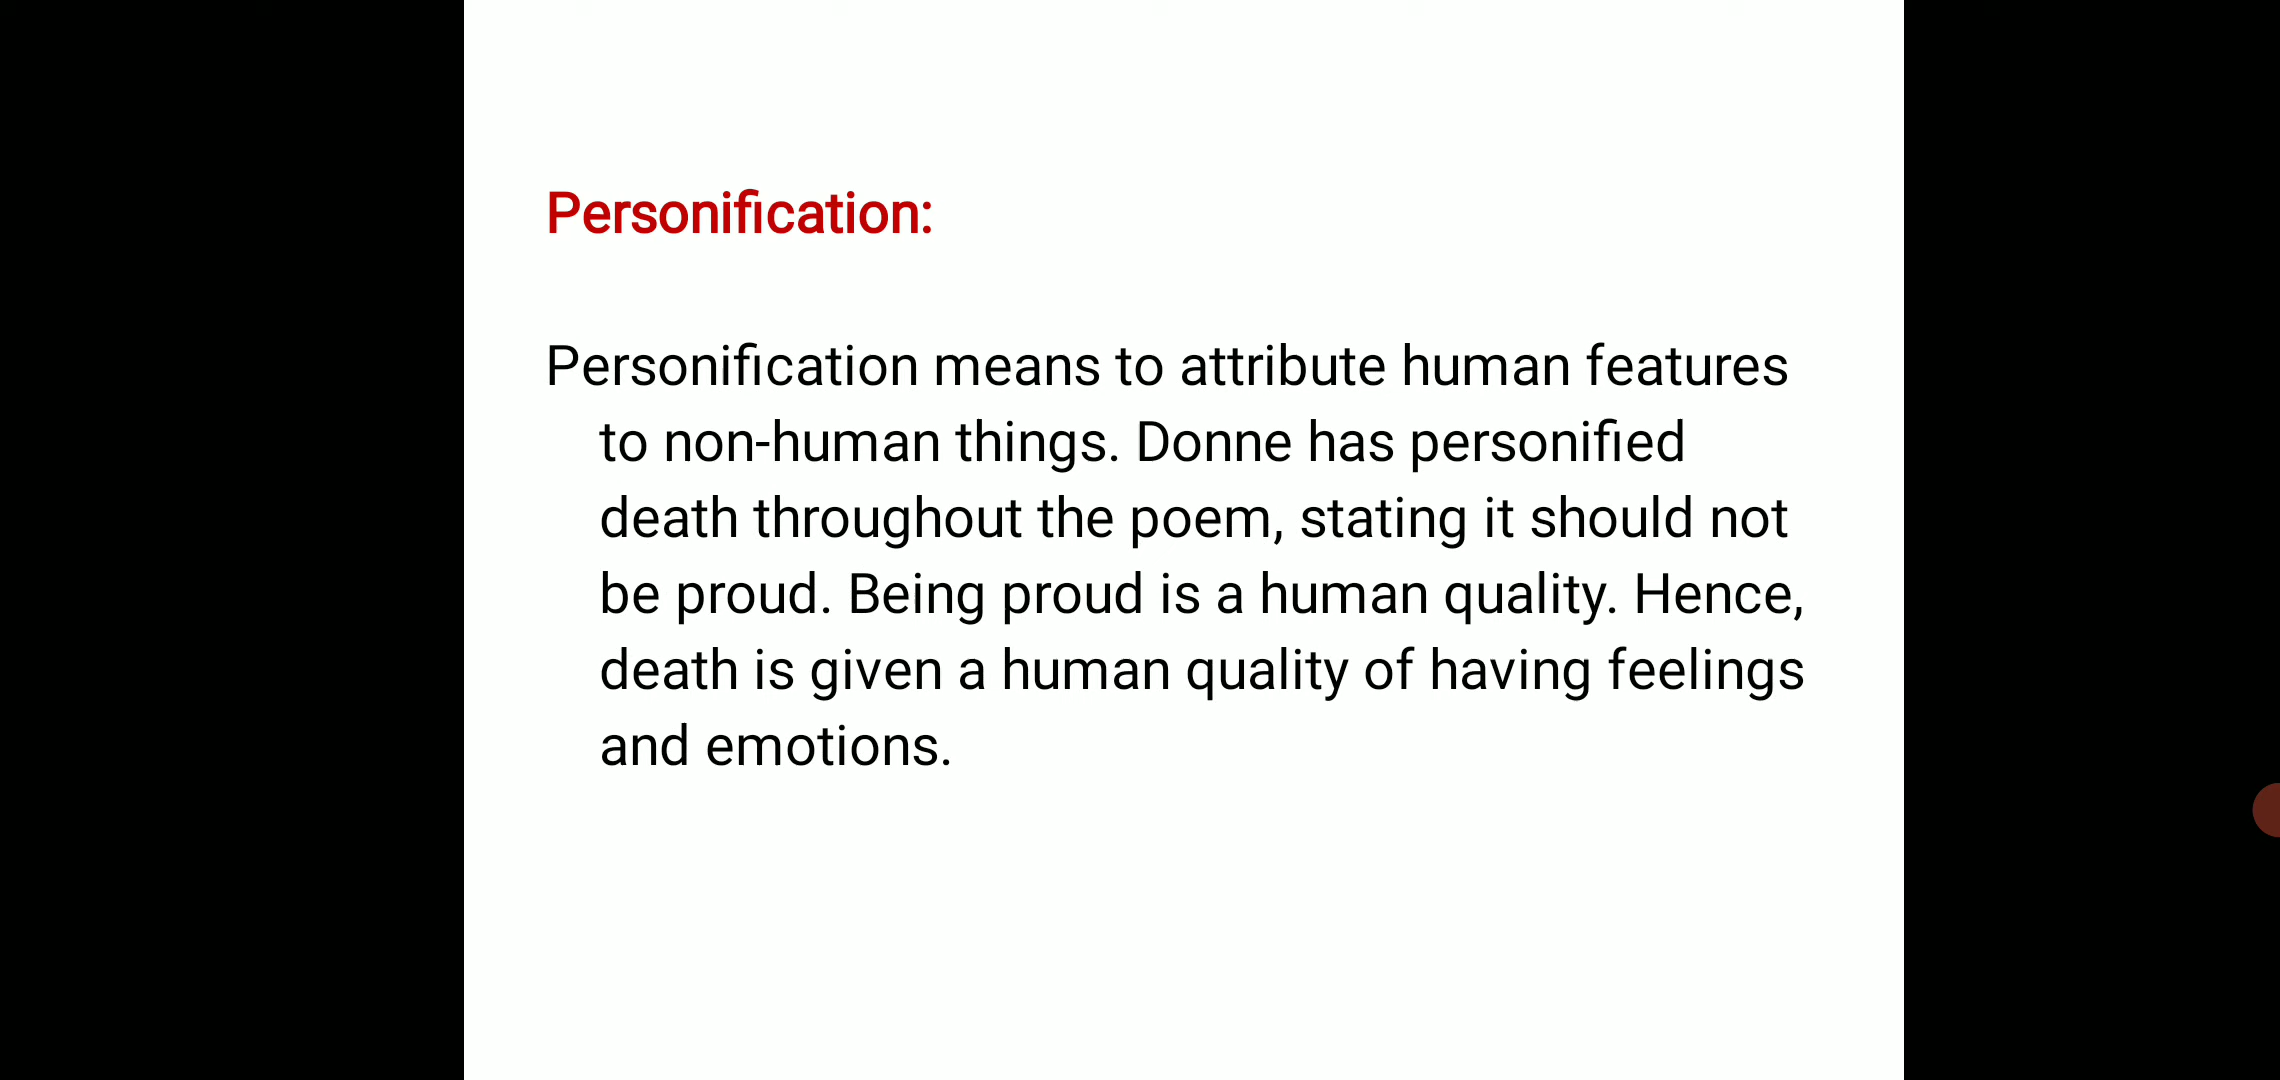 Personification:
Personification means to attribute human features
to non-human things. Donne has personified
death throughout the poem, stating it should not
be proud. Being proud is a human quality. Hence,
death is given a human quality of having feelings
and emotions.